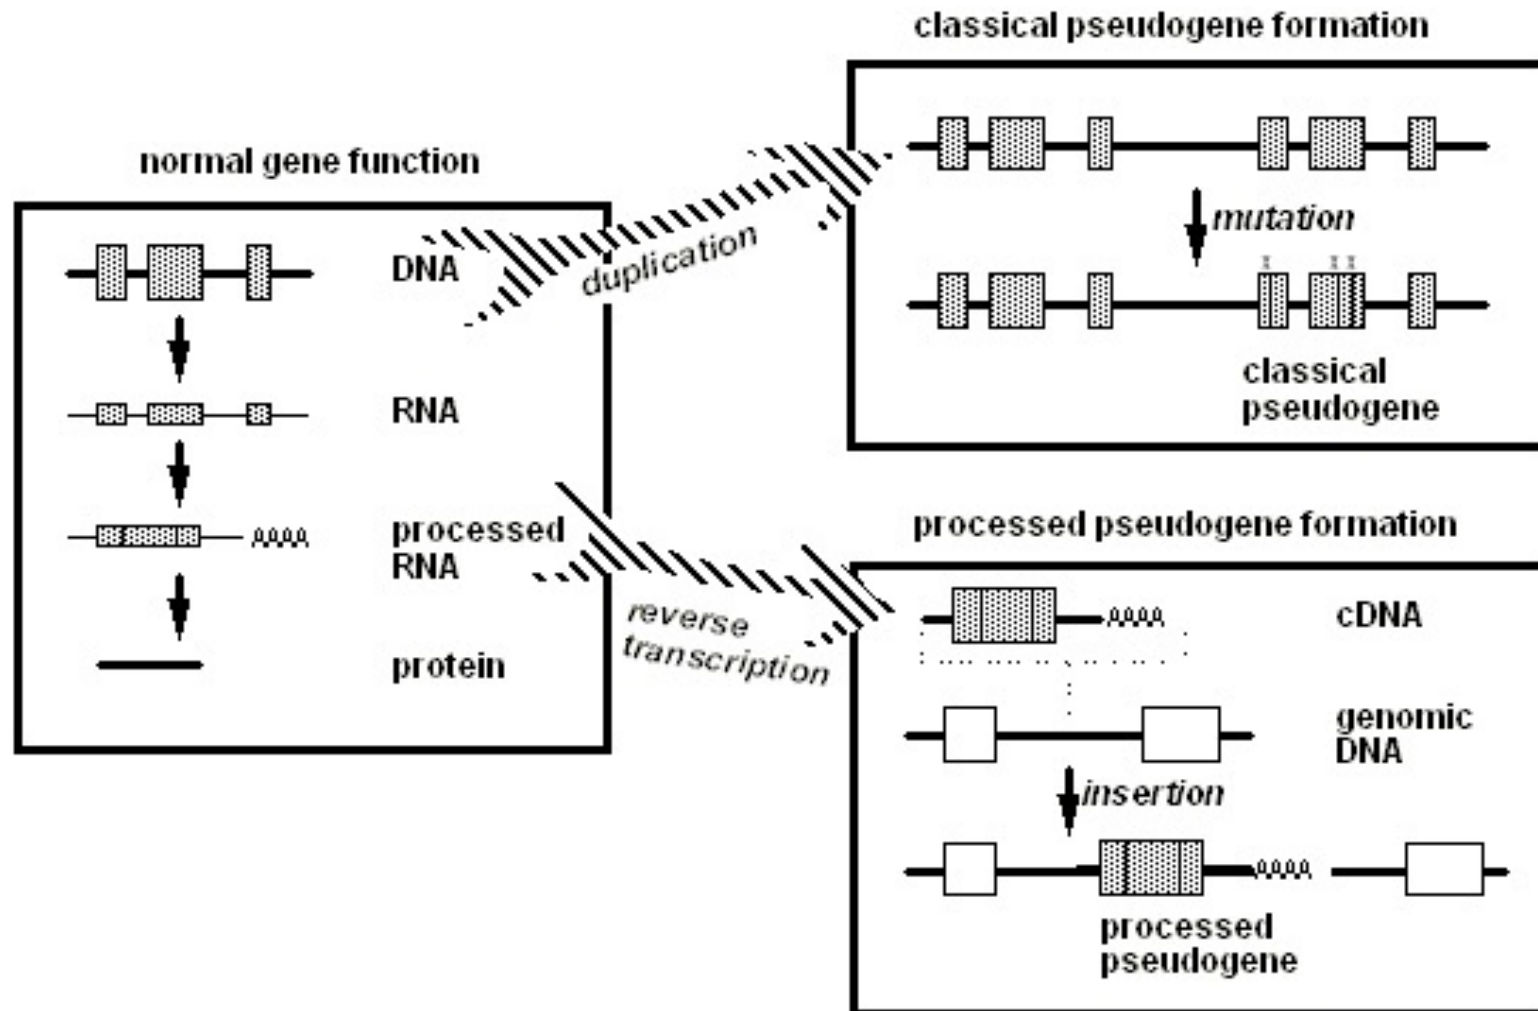 classical pseudogene formation
normal gene function
DNA
duplication
mutation
RNA
x x x
classical
pseudogene
processed
RNA
AAAA
protein
reverse
transcription
processed pseudogene formation
AAAA
cDNA
genomic
DNA
insertion
AAAA
processed
pseudogene